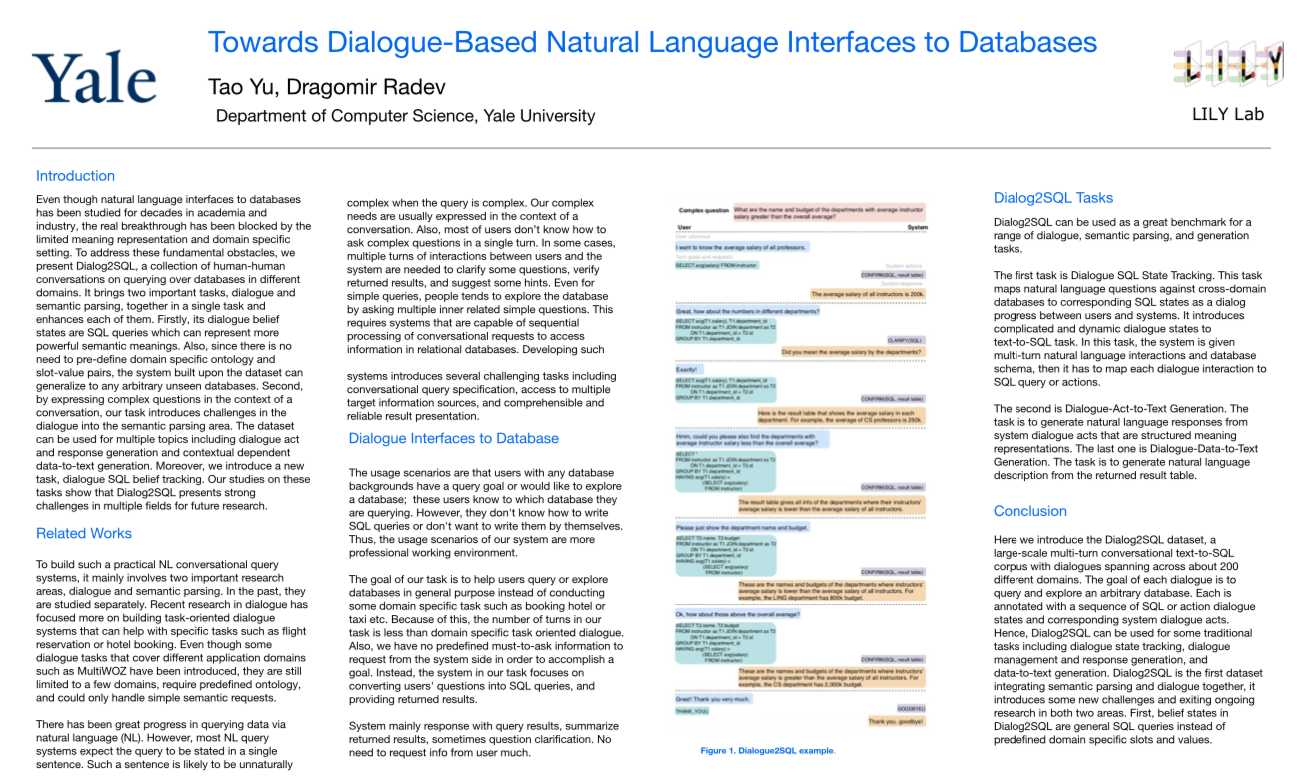 Towards Dialogue-Based Natural Language Interfaces to Databases
Yale
Tao Yu, Dragomir Radev
Department of Computer Science, Yale University
LILY
LILY Lab
Introduction
Even though natural language interfaces to databases
has been studied for decades in academia and
industry, the real breakthrough has been blocked by the
limited meaning representation and domain specific
setting. To address these fundamental obstacles, we
present Dialog2SQL, a collection of human-human
conversations on querying over databases in different
domains. It brings two important tasks, dialogue and
semantic parsing, together in a single task and
enhances each of them. Firstly, its dialogue belief
states are SQL queries which can represent more
powerful semantic meanings. Also, since there is no
need to pre-define domain specific ontology and
slot-value pairs, the system built upon the dataset can
generalize to any arbitrary unseen databases. Second,
by expressing complex questions in the context of a
conversation, our task introduces challenges in the
dialogue into the semantic parsing area. The dataset
can be used for multiple topics including dialogue act
and response generation and contextual dependent
data-to-text generation. Moreover, we introduce a new
task, dialogue SQL belief tracking. Our studies on these
tasks show that Dialog2SQL presents strong
challenges in multiple fields for future research.
Related Works
To build such a practical NL conversational query
systems, it mainly involves two important research
areas, dialogue and semantic parsing. In the past, they
are studied separately. Recent research in dialogue has
focused more on building task-oriented dialogue
systems that can help with specific tasks such as flight
reservation or hotel booking. Even though some
dialogue tasks that cover different application domains
such as MultiWOZ have been introduced, they are still
limited to a few domains, require predefined ontology,
and could only handle simple semantic requests.
There has been great progress in querying data via
natural language (NL). However, most NL query
systems expect the query to be stated in a single
sentence. Such a sentence is likely to be unnaturally
complex when the query is complex. Our complex
needs are usually expressed in the context of a
conversation. Also, most of users don't know how to
ask complex questions in a single turn. In some cases,
multiple turns of interactions between users and the
system are needed to clarify some questions, verify
returned results, and suggest some hints. Even for
simple queries, people tends to explore the database
by asking multiple inner related simple questions. This
requires systems that are capable of sequential
processing of conversational requests to access
information in relational databases. Developing such
systems introduces several challenging tasks including
conversational query specification, access to multiple
target information sources, and comprehensible and
reliable result presentation.
Dialogue Interfaces to Database
The usage scenarios are that users with any database
backgrounds have a query goal or would like to explore
a database; these users know to which database they
are querying. However, they don't know how to write
SQL queries or don't want to write them by themselves.
Thus, the usage scenarios of our system are more
professional working environment.
The goal of our task is to help users query or explore
databases in general purpose instead of conducting
some domain specific task such as booking hotel or
taxi etc. Because of this, the number of turns in our
task is less than domain specific task oriented dialogue.
Also, we have no predefined must-to-ask information to
request from the system side in order to accomplish a
goal. Instead, the system in our task focuses on
converting users' questions into SQL queries, and
providing returned results.
System mainly response with query results, summarize
returned results, sometimes question clarification. No
need to request info from user much.
Complex question
What are the name and budget of the departments with average instructor
salary greater than the overall average?
User
System
User utterance
I want to know the average salary of all professors.
Turn goals and requests
SELECT avg(salary) FROM instructor
System actions
CONFIRM(SQL, result table)
System response
The average salary of all instructors is 200k.
Great, how about the numbers in different departments?
SELECT avg(T1.salary), T1.department_id
FROM instructor as T1 JOIN department as T2
ON T1.department_id = T2.id
GROUP BY T1.department_id
CLARIFY(SQL)
Did you mean the average salary by the departments?
Exactly!
SELECT avg(T1.salary), T1.department_id
FROM instructor as T1 JOIN department as T2
ON T1.department_id = T2.id
GROUP BY T1.department_id
CONFIRM(SQL, result table)
Here is the result table that shows the average salary in each
department. For example, the average of CS professors is 250k.
Hmm, could you please also find the departments with
average instructor salary less than the overall average?
SELECT *
FROM instructor as T1 JOIN department as T2
ON T1.department_id = T2.id
GROUP BY T1.department_id
HAVING avg(T1.salary) <
(SELECT avg(salary)
FROM instructor)
CONFIRM(SQL, result table)
The result table gives all info of the departments where their instructors'
average salary is lower than the average salary of all instructors.
Please just show the department name and budget.
SELECT T2.name, T2.budget
FROM instructor as T1 JOIN department as T2
ON T1.department_id = T2.id
GROUP BY T1.department_id
HAVING avg(T1.salary) <
(SELECT avg(salary)
FROM instructor)
CONFIRM(SQL, result table)
These are the names and budgets of the departments where instructors'
average salary is lower than the average salary of all instructors. For
example, the LING department has 800k budget.
Ok, how about those above the overall average?
SELECT T2.name, T2.budget
FROM instructor as T1 JOIN department as T2
ON T1.department_id = T2.id
GROUP BY T1.department_id
(SELECT avg(salary)
FROM instructor)
CONFIRM(SQL, result table)
These are the names and budgets of the departments where instructors'
average salary is greater than the average salary of all instructors. For
example, the CS department has 2,000k budget.
Great! Thank you very much.
THANK_YOU()
GOODBYE()
Thank you, goodbye!
Figure 1. Dialogue2SQL example.
Dialog2SQL Tasks
Dialog2SQL can be used as a great benchmark for a
range of dialogue, semantic parsing, and generation
tasks.
The first task is Dialogue SQL State Tracking. This task
maps natural language questions against cross-domain
databases to corresponding SQL states as a dialog
progress between users and systems. It introduces
complicated and dynamic dialogue states to
text-to-SQL task. In this task, the system is given
multi-turn natural language interactions and database
schema, then it has to map each dialogue interaction to
SQL query or actions.
The second is Dialogue-Act-to-Text Generation. The
task is to generate natural language responses from
system dialogue acts that are structured meaning
representations. The last one is Dialogue-Data-to-Text
Generation. The task is to generate natural language
description from the returned result table.
Conclusion
Here we introduce the Dialog2SQL dataset, a
large-scale multi-turn conversational text-to-SQL
corpus with dialogues spanning across about 200
different domains. The goal of each dialogue is to
query and explore an arbitrary database. Each is
annotated with a sequence of SQL or action dialogue
states and corresponding system dialogue acts.
Hence, Dialog2SQL can be used for some traditional
tasks including dialogue state tracking, dialogue
management and response generation, and
data-to-text generation. Dialog2SQL is the first dataset
integrating semantic parsing and dialogue together, it
introduces some new challenges and exiting ongoing
research in both two areas. First, belief states in
Dialog2SQL are general SQL queries instead of
predefined domain specific slots and values.